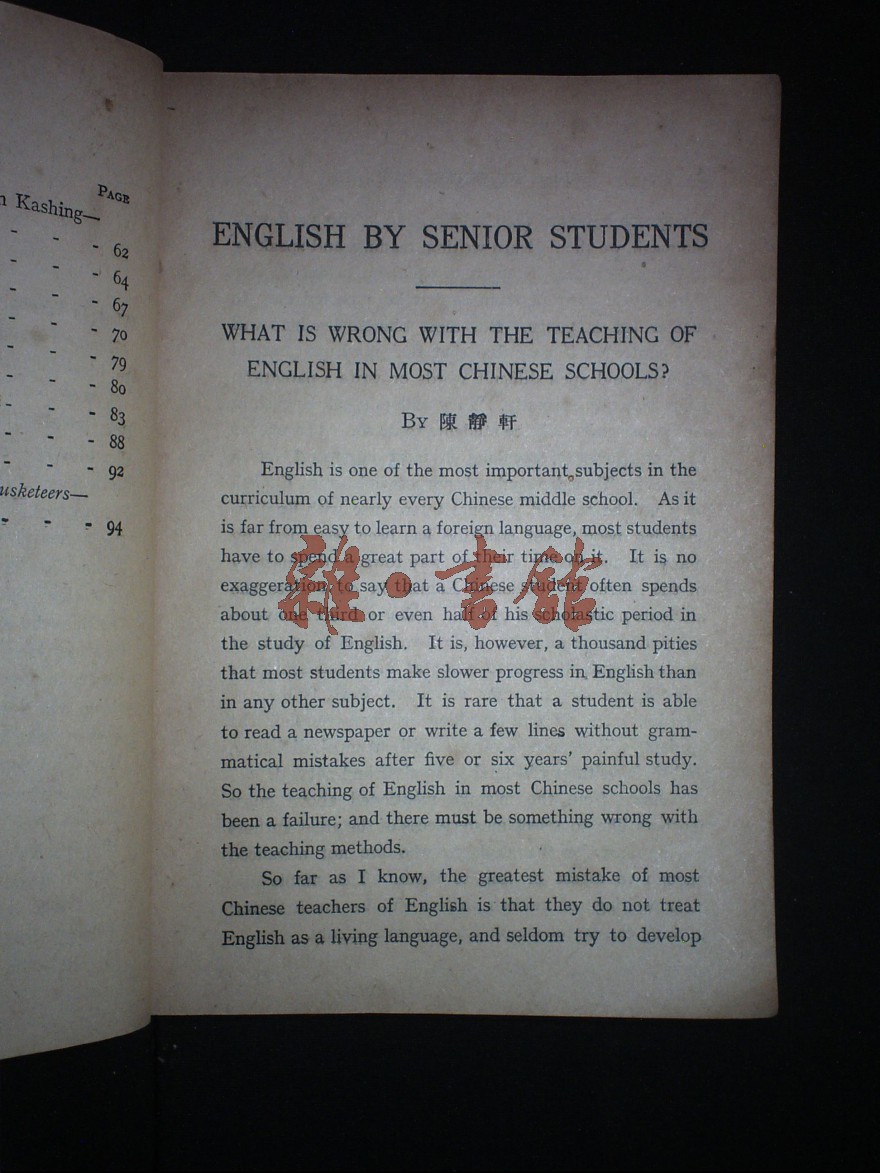 PAGE
Kashing—
- - - 62
- - - 64
- - - 67
- - - 70
- - - 79
- - - 80
- - - 83
- - - 88
- - - 92
usketeers—
- - - 94
ENGLISH BY SENIOR STUDENTS
WHAT IS WRONG WITH THE TEACHING OF
ENGLISH IN MOST CHINESE SCHOOLS?
By 陳靜軒
English is one of the most important subjects in the
curriculum of nearly every Chinese middle school. As it
is far from easy to learn a foreign language, most students
have to spend a great part of their time on it. It is no
exaggeration to say that a Chinese student often spends
about one third or even half of his scholastic period in
the study of English. It is, however, a thousand pities
that most students make slower progress in English than
in any other subject. It is rare that a student is able
to read a newspaper or write a few lines without gram-
matical mistakes after five or six years' painful study.
So the teaching of English in most Chinese schools has
been a failure; and there must be something wrong with
the teaching methods.
So far as I know, the greatest mistake of most
Chinese teachers of English is that they do not treat
English as a living language, and seldom try to develop
雜·書館